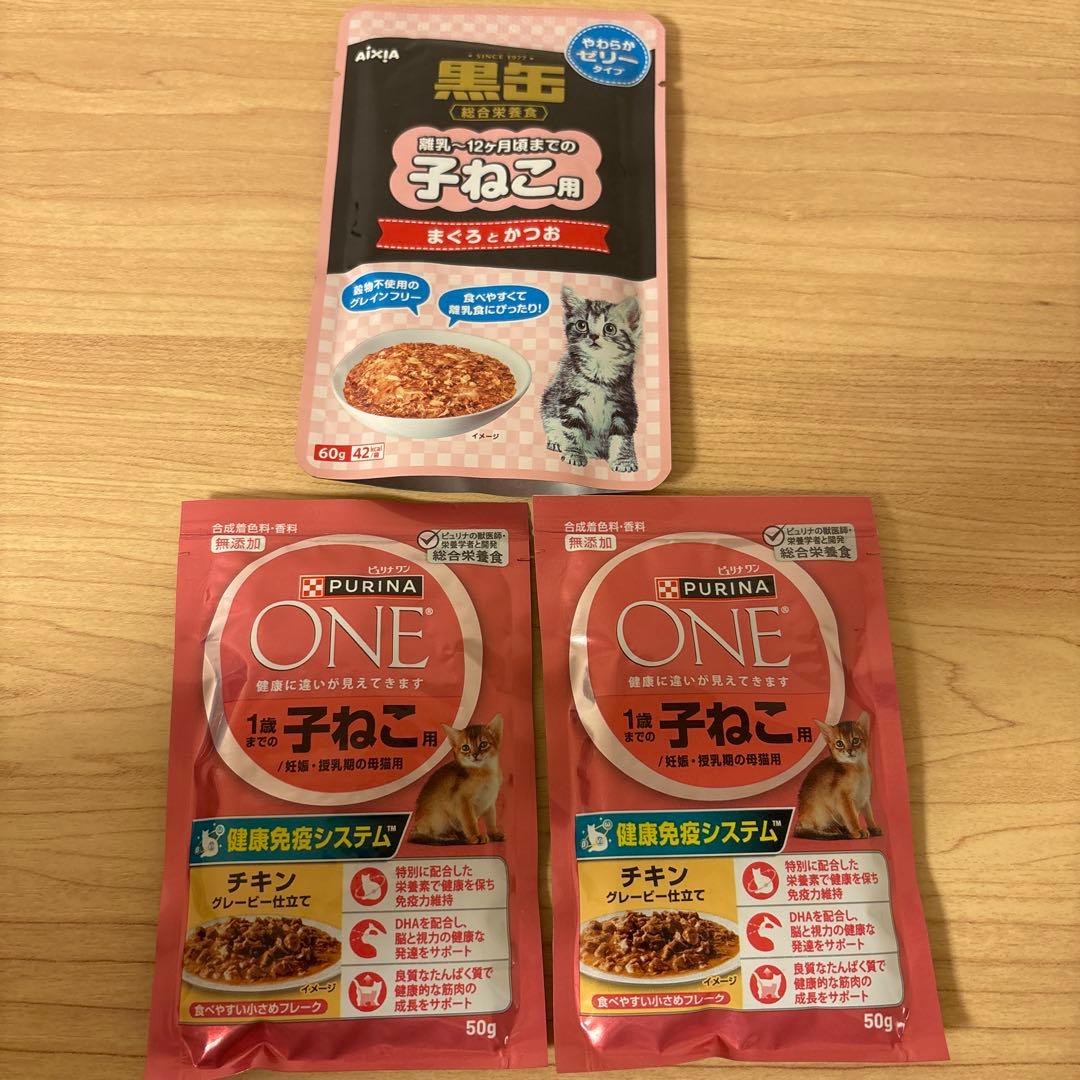 AIXIA
SINCE 1977
黒缶
総合栄養食
やわらか
ゼリー
タイプ
離乳～12ヶ月頃までの
子ねこ用
まぐろとかつお
穀物不使用の
グレインフリー
食べやすくて
離乳食にぴったり!
イメージ
60g 42kcal/袋
合成着色料・香料
無添加
ピュリナの獣医師・
栄養学者と開発
総合栄養食
ピュリナ ワン
PURINA
ONE®
健康に違いが見えてきます
1歳
までの
子ねこ用
/妊娠・授乳期の母猫用
健康免疫システム™
チキン
グレービー仕立て
イメージ
食べやすい小さめフレーク
特別に配合した
栄養素で健康を保ち
免疫力維持
DHAを配合し、
脳と視力の健康な
発達をサポート
良質なたんぱく質で
健康的な筋肉の
成長をサポート
50g
合成着色料・香料
無添加
ピュリナの獣医師・
栄養学者と開発
総合栄養食
ピュリナ ワン
PURINA
ONE®
健康に違いが見えてきます
1歳
までの
子ねこ用
/妊娠・授乳期の母猫用
健康免疫システム™
チキン
グレービー仕立て
イメージ
食べやすい小さめフレーク
特別に配合した
栄養素で健康を保ち
免疫力維持
DHAを配合し、
脳と視力の健康な
発達をサポート
良質なたんぱく質で
健康的な筋肉の
成長をサポート
50g